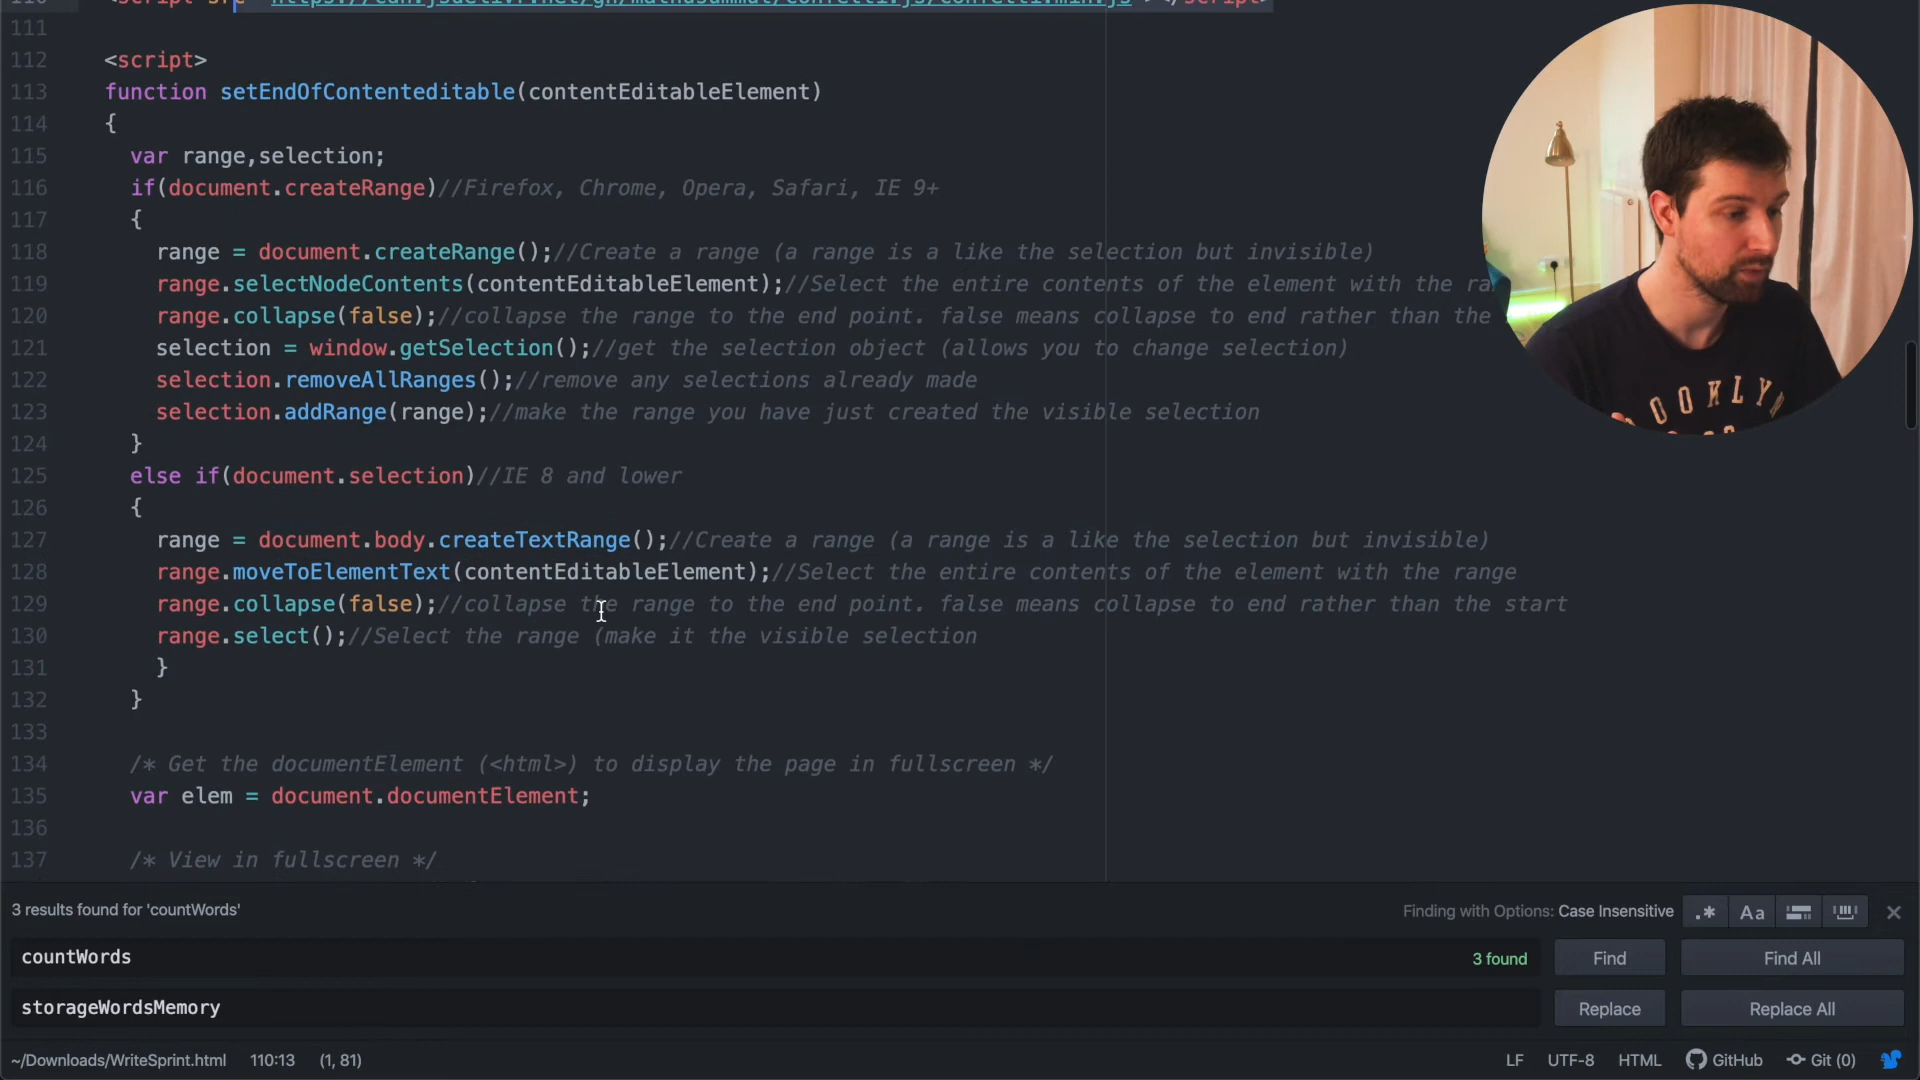 111
112 <script>
113 function setEndOfContenteditable(contentEditableElement)
114 {
115 var range,selection;
116 if(document.createRange)//Firefox, Chrome, Opera, Safari, IE 9+
117 {
118 range = document.createRange();//Create a range (a range is a like the selection but invisible)
119 range.selectNodeContents(contentEditableElement);//Select the entire contents of the element with the
120 range.collapse(false);//collapse the range to the end point. false means collapse to end rather than the
121 selection = window.getSelection();//get the selection object (allows you to change selection)
122 selection.removeAllRanges();//remove any selections already made
123 selection.addRange(range);//make the range you have just created the visible selection
124 }
125 else if(document.selection)//IE 8 and lower
126 {
127 range = document.body.createTextRange();//Create a range (a range is a like the selection but invisible)
128 range.moveToElementText(contentEditableElement);//Select the entire contents of the element with the range
129 range.collapse(false);//collapse the range to the end point. false means collapse to end rather than the start
130 range.select();//Select the range (make it the visible selection
131 }
132 }
133
134 /* Get the documentElement (<html>) to display the page in fullscreen */
135 var elem = document.documentElement;
136
137 /* View in fullscreen */
3 results found for 'countWords'
Finding with Options: Case Insensitive
.* Aa
countWords
3 found
Find
Find All
storageWordsMemory
Replace
Replace All
~/Downloads/WriteSprint.html 110:13 (1, 81)
LF UTF-8 HTML GitHub Git (0)